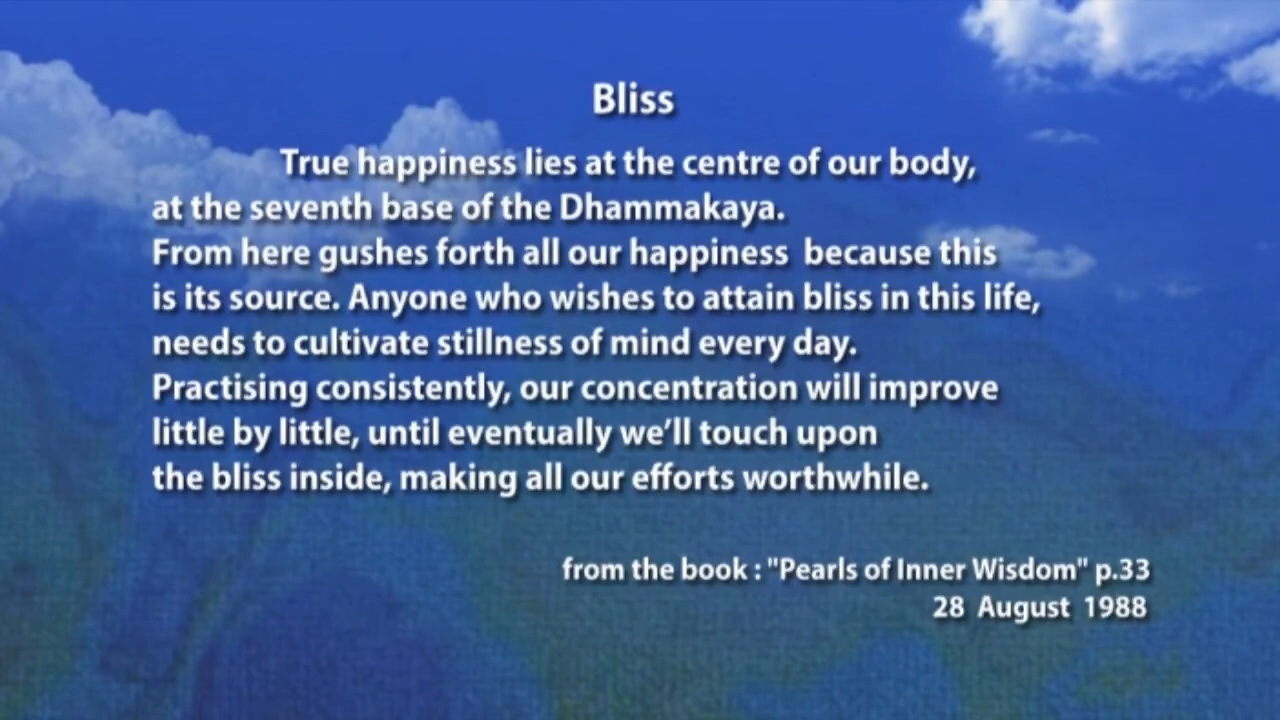 Bliss
True happiness lies at the centre of our body,
at the seventh base of the Dhammakaya.
From here gushes forth all our happiness  because this
is its source. Anyone who wishes to attain bliss in this life,
needs to cultivate stillness of mind every day.
Practising consistently, our concentration will improve
little by little, until eventually we’ll touch upon
the bliss inside, making all our efforts worthwhile.
from the book : "Pearls of Inner Wisdom" p.33
28  August  1988